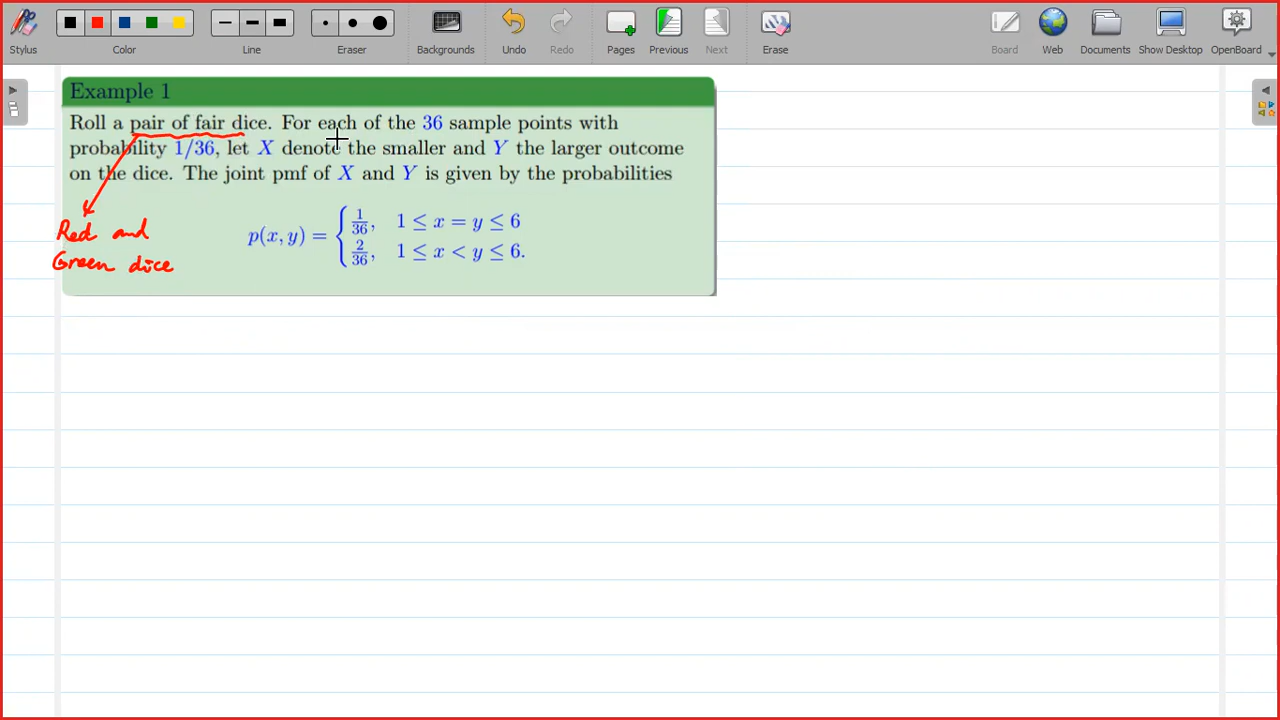 Stylus Color Line Eraser Backgrounds Undo Redo Pages Previous Next Erase Board Web Documents Show Desktop OpenBoard
Example 1
Roll a pair of fair dice. For each of the 36 sample points with
probability 1/36, let X denote the smaller and Y the larger outcome
on the dice. The joint pmf of X and Y is given by the probabilities
p(x, y) = { 1/36, 1 ≤ x = y ≤ 6
2/36, 1 ≤ x < y ≤ 6.
Red and
Green dice